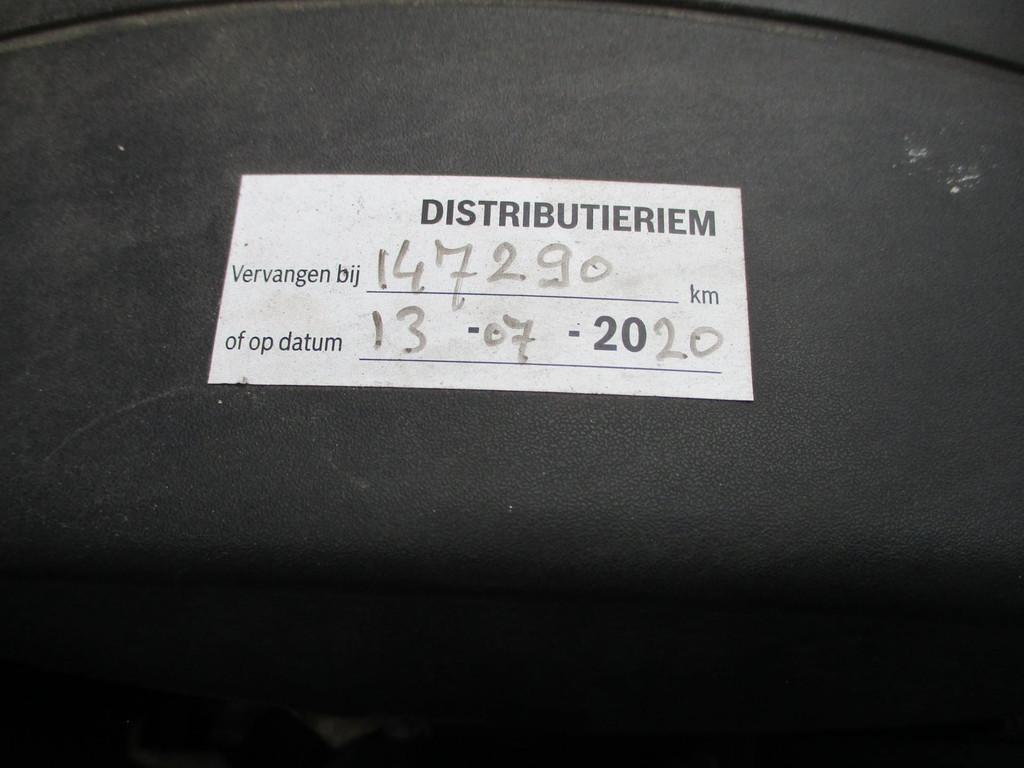 DISTRIBUTIERIEM
Vervangen bij 147290 km
of op datum 13 -07 -2020